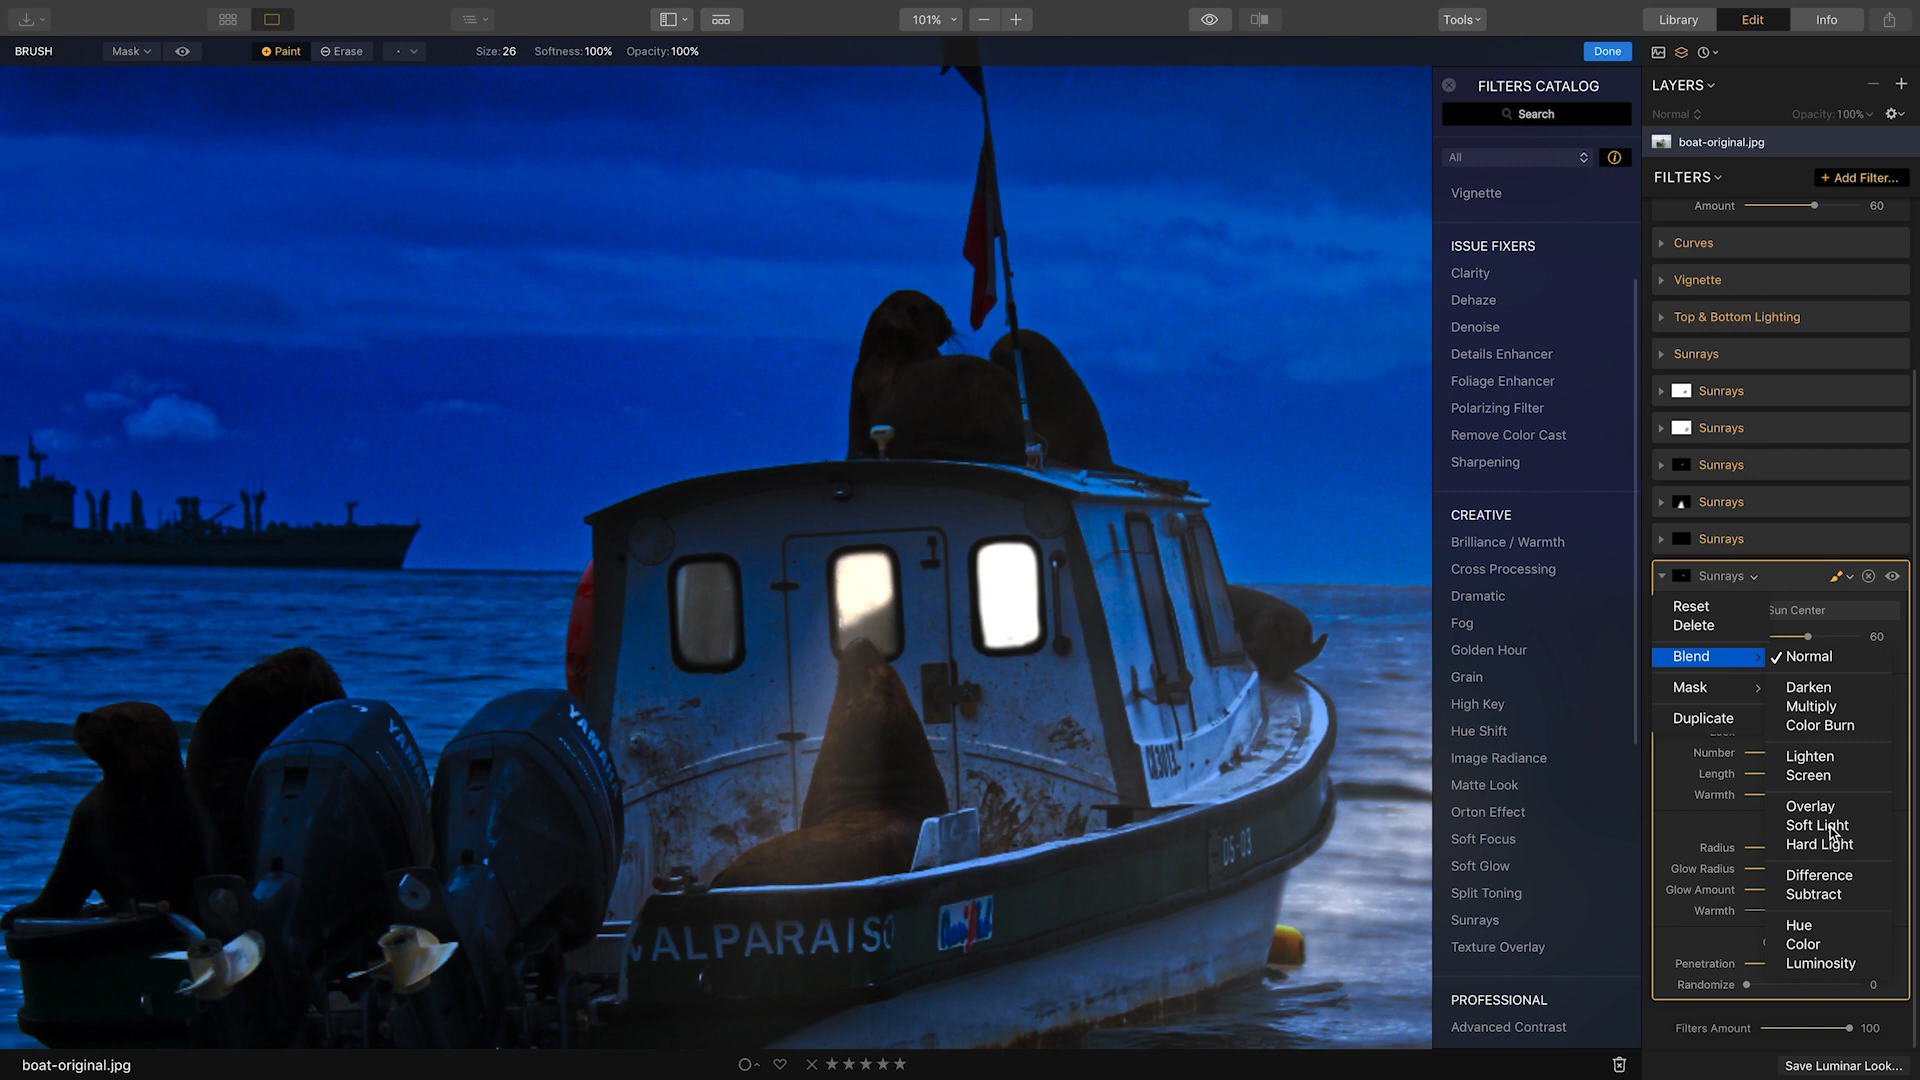 101%
Tools
Library
Edit
Info
BRUSH
Mask
Paint
Erase
Size: 26
Softness: 100%
Opacity: 100%
Done
FILTERS CATALOG
Search
All
Vignette
ISSUE FIXERS
Clarity
Dehaze
Denoise
Details Enhancer
Foliage Enhancer
Polarizing Filter
Remove Color Cast
Sharpening
CREATIVE
Brilliance / Warmth
Cross Processing
Dramatic
Fog
Golden Hour
Grain
High Key
Hue Shift
Image Radiance
Matte Look
Orton Effect
Soft Focus
Soft Glow
Split Toning
Sunrays
Texture Overlay
PROFESSIONAL
Advanced Contrast
LAYERS
Normal
Opacity: 100%
boat-original.jpg
FILTERS
+ Add Filter...
Amount 60
Curves
Vignette
Top & Bottom Lighting
Sunrays
Sunrays
Sunrays
Sunrays
Sunrays
Sunrays
Sunrays
Reset
Sun Center
Delete
60
Blend
Normal
Mask
Darken
Multiply
Duplicate
Color Burn
Number
Lighten
Length
Screen
Warmth
Overlay
Soft Light
Radius
Hard Light
Glow Radius
Difference
Glow Amount
Subtract
Warmth
Hue
Color
Penetration
Luminosity
Randomize 0
Filters Amount 100
Save Luminar Look...
YAMAHA
YAMAHA
DS-03
VALPARAISO
boat-original.jpg